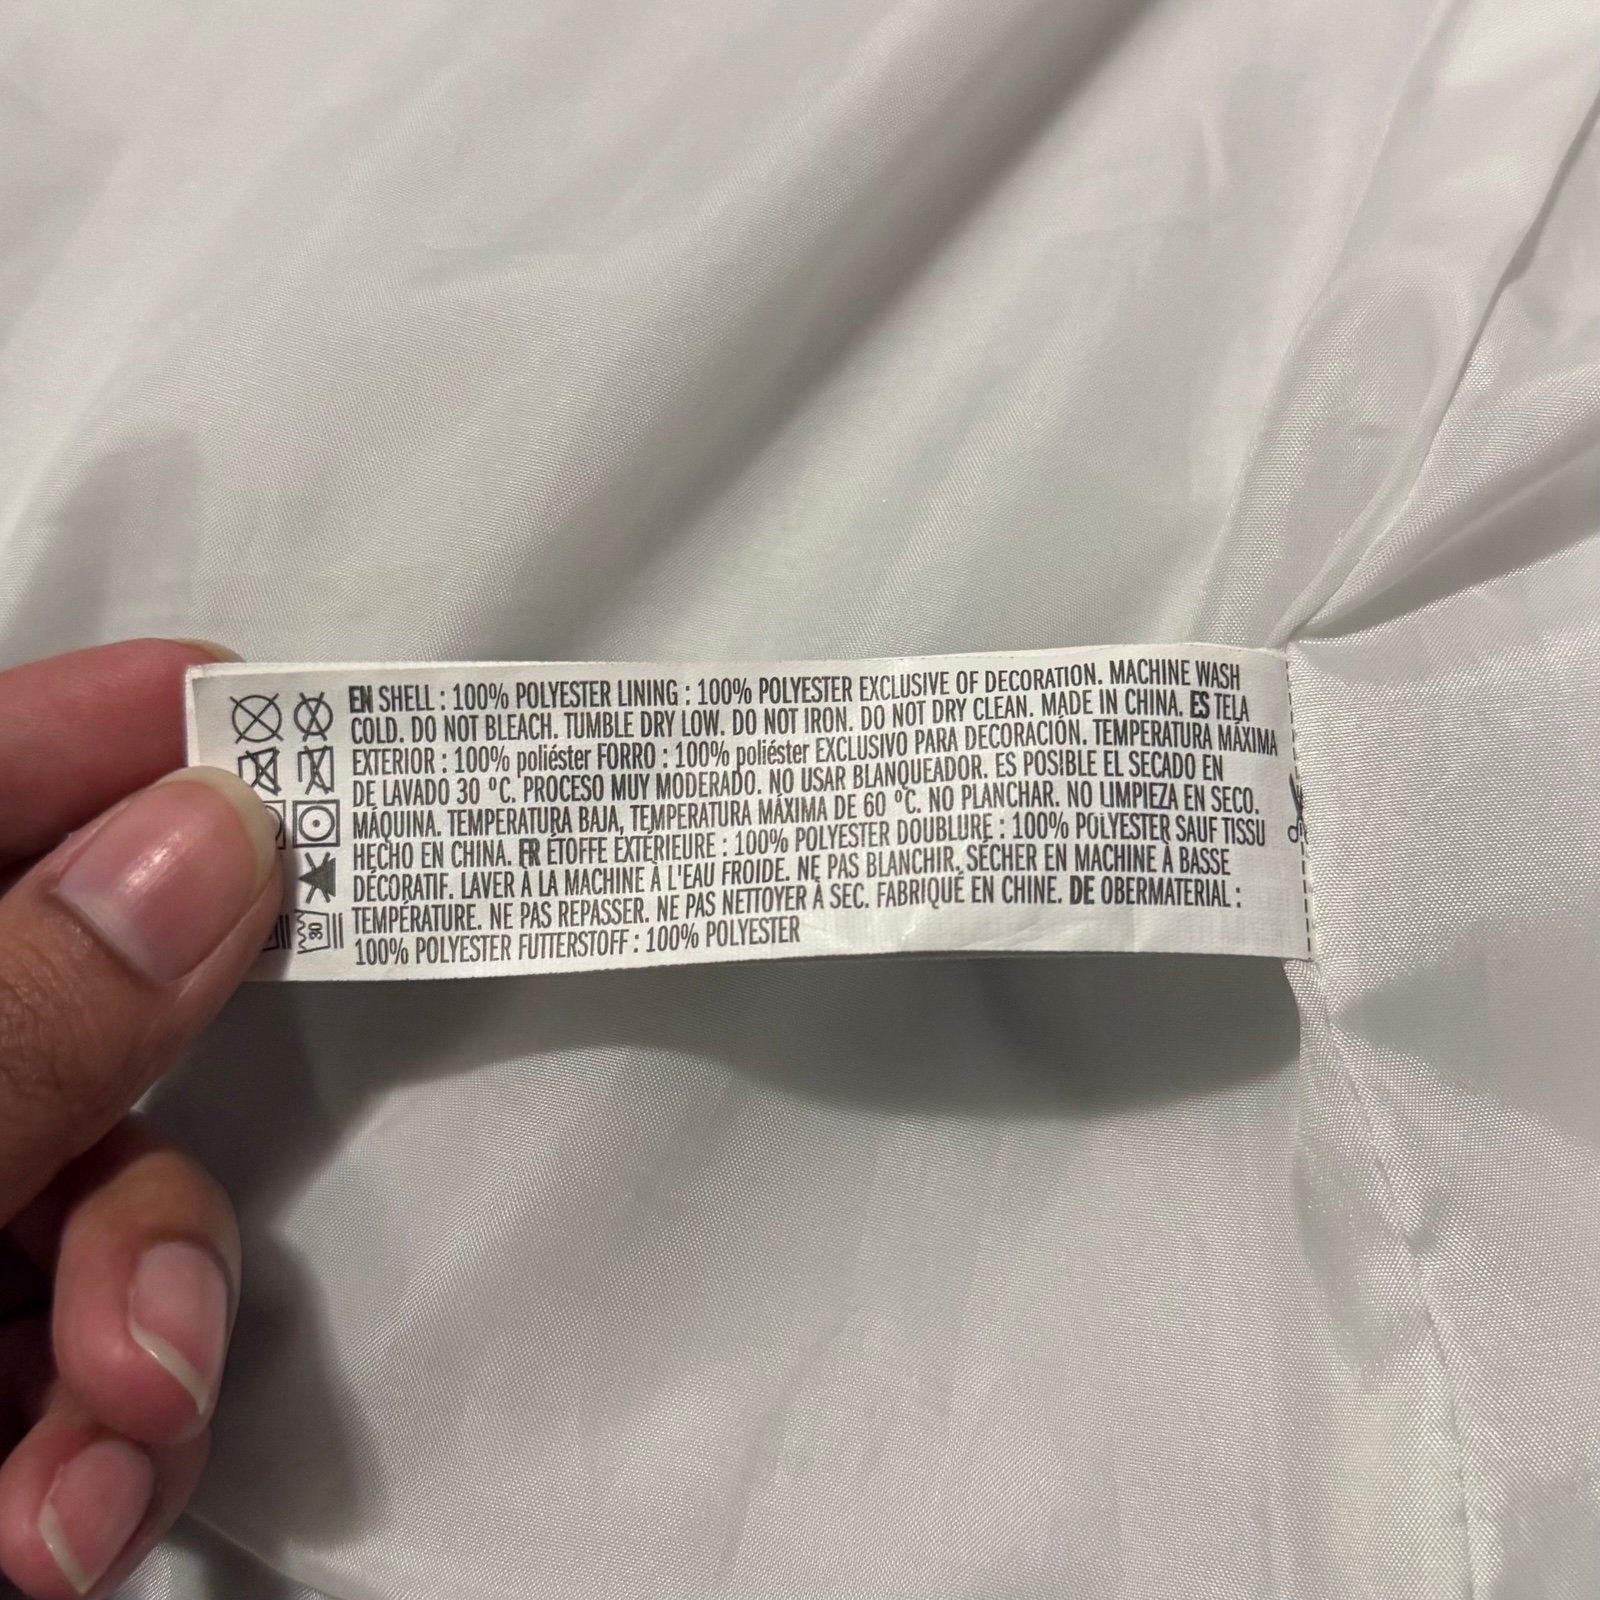 EN SHELL : 100% POLYESTER LINING : 100% POLYESTER EXCLUSIVE OF DECORATION. MACHINE WASH
COLD. DO NOT BLEACH. TUMBLE DRY LOW. DO NOT IRON. DO NOT DRY CLEAN. MADE IN CHINA. ES TELA
EXTERIOR : 100% poliéster FORRO : 100% poliéster EXCLUSIVO PARA DECORACIÓN. TEMPERATURA MÁXIMA
DE LAVADO 30 ºC. PROCESO MUY MODERADO. NO USAR BLANQUEADOR. ES POSIBLE EL SECADO EN
MÁQUINA. TEMPERATURA BAJA, TEMPERATURA MÁXIMA DE 60 ºC. NO PLANCHAR. NO LIMPIEZA EN SECO.
HECHO EN CHINA. FR ÉTOFFE EXTÉRIEURE : 100% POLYESTER DOUBLURE : 100% POLYESTER SAUF TISSU
DÉCORATIF. LAVER À LA MACHINE À L'EAU FROIDE. NE PAS BLANCHIR. SÉCHER EN MACHINE À BASSE
TEMPÉRATURE. NE PAS REPASSER. NE PAS NETTOYER À SEC. FABRIQUÉ EN CHINE. DE OBERMATERIAL :
100% POLYESTER FUTTERSTOFF : 100% POLYESTER
30